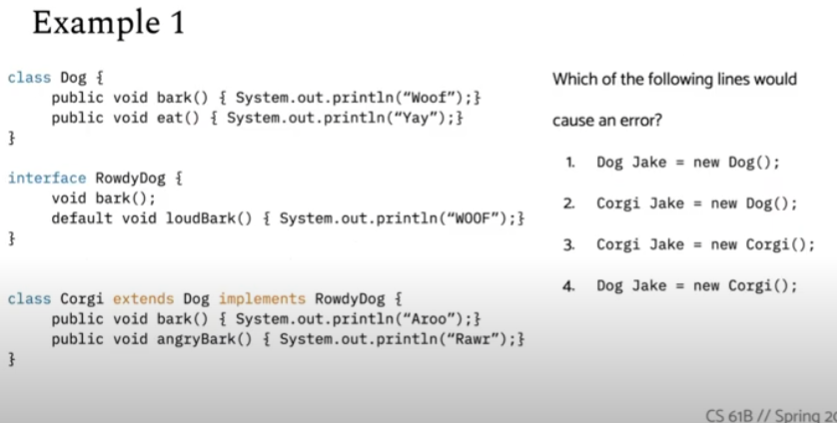 Example 1
class Dog {
public void bark() { System.out.println(“Woof”);}
public void eat() { System.out.println(“Yay”);}
}
interface RowdyDog {
void bark();
default void loudBark() { System.out.println(“WOOF”);}
}
class Corgi extends Dog implements RowdyDog {
public void bark() { System.out.println(“Aroo”);}
public void angryBark() { System.out.println(“Rawr”);}
}
Which of the following lines would
cause an error?
1. Dog Jake = new Dog();
2. Corgi Jake = new Dog();
3. Corgi Jake = new Corgi();
4. Dog Jake = new Corgi();
CS 61B // Spring